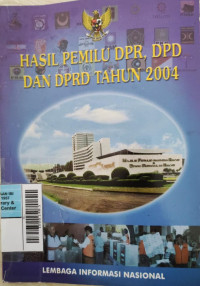 HASIL PEMILU DPR, DPD
DAN DPRD TAHUN 2004
LEMBAGA INFORMASI NASIONAL